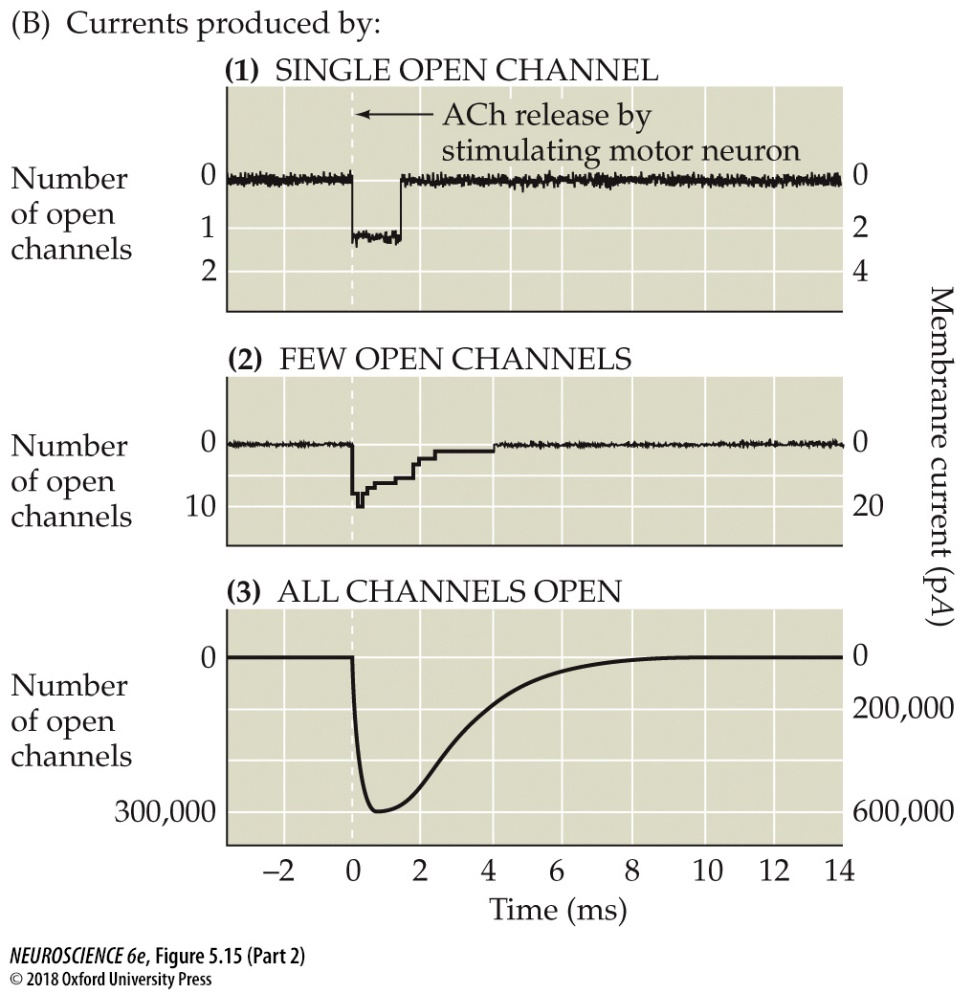 (B) Currents produced by:
(1) SINGLE OPEN CHANNEL
ACh release by
stimulating motor neuron
Number
of open
channels
0
1
2
0
2
4
(2) FEW OPEN CHANNELS
Number
of open
channels
0
10
0
20
(3) ALL CHANNELS OPEN
Number
of open
channels
0
300,000
0
200,000
600,000
Membranre current (pA)
–2 0 2 4 6 8 10 12 14
Time (ms)
NEUROSCIENCE 6e, Figure 5.15 (Part 2)
© 2018 Oxford University Press